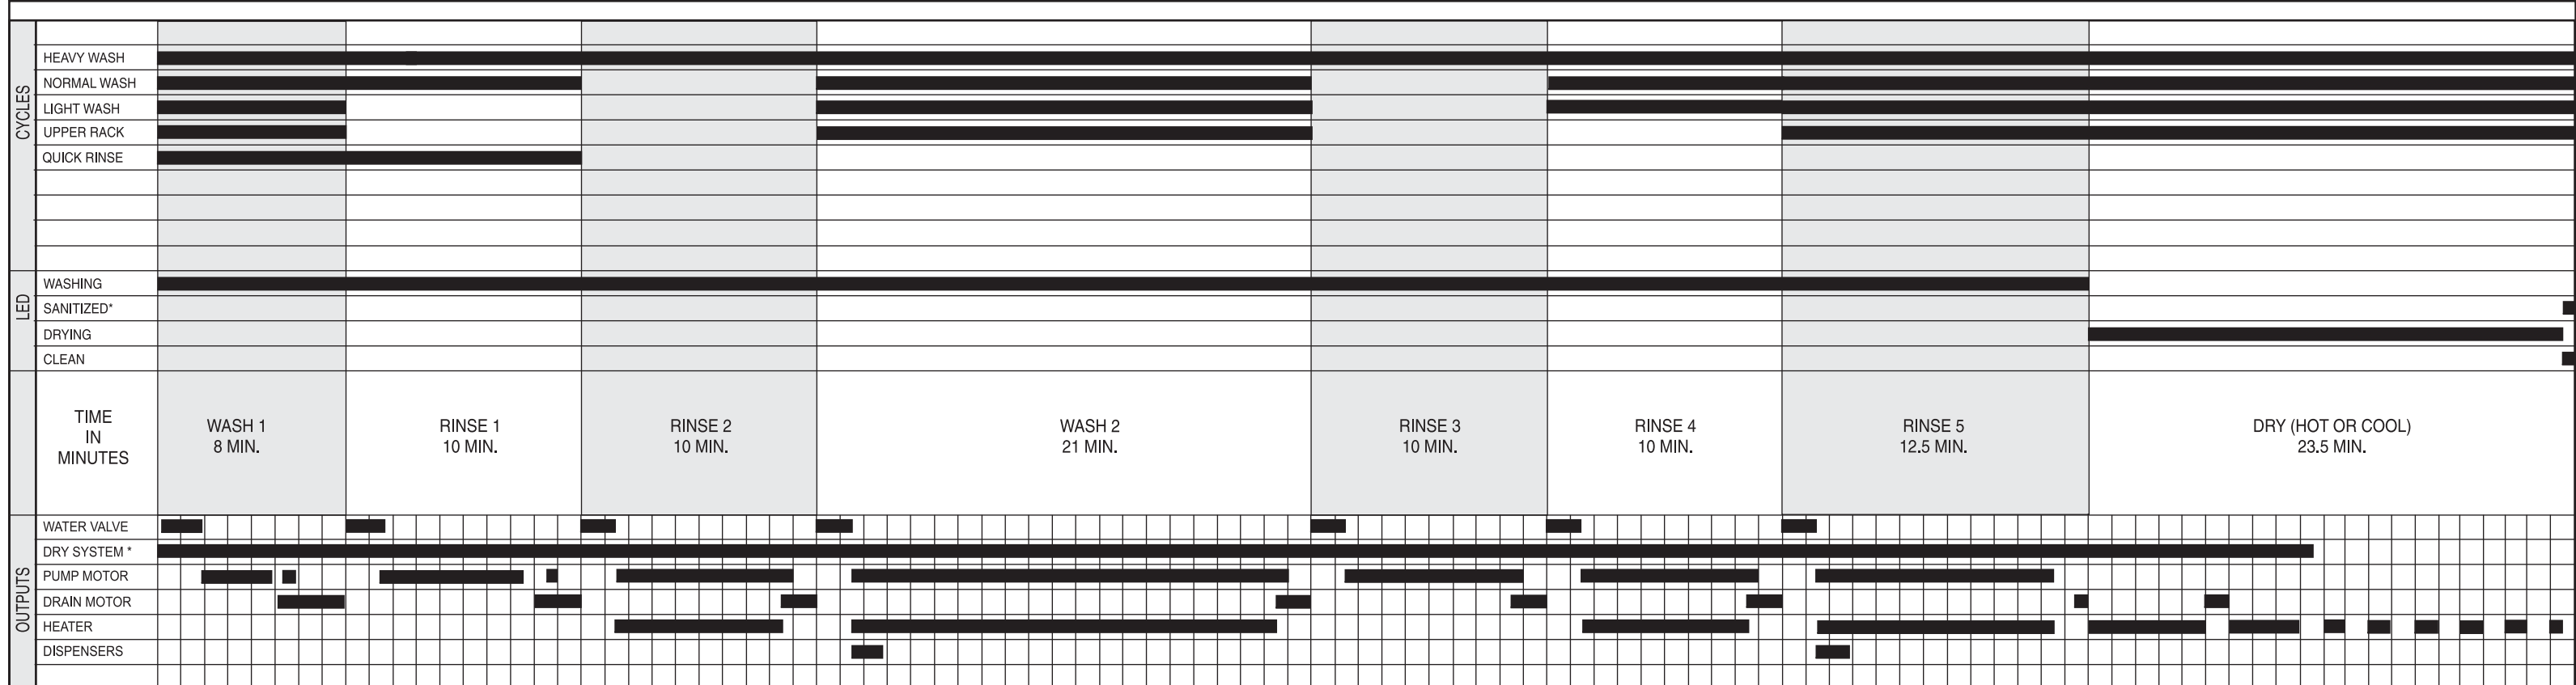 CYCLES
HEAVY WASH
NORMAL WASH
LIGHT WASH
UPPER RACK
QUICK RINSE
LED
WASHING
SANITIZED*
DRYING
CLEAN
TIME
IN
MINUTES
WASH 1
8 MIN.
RINSE 1
10 MIN.
RINSE 2
10 MIN.
WASH 2
21 MIN.
RINSE 3
10 MIN.
RINSE 4
10 MIN.
RINSE 5
12.5 MIN.
DRY (HOT OR COOL)
23.5 MIN.
OUTPUTS
WATER VALVE
DRY SYSTEM *
PUMP MOTOR
DRAIN MOTOR
HEATER
DISPENSERS